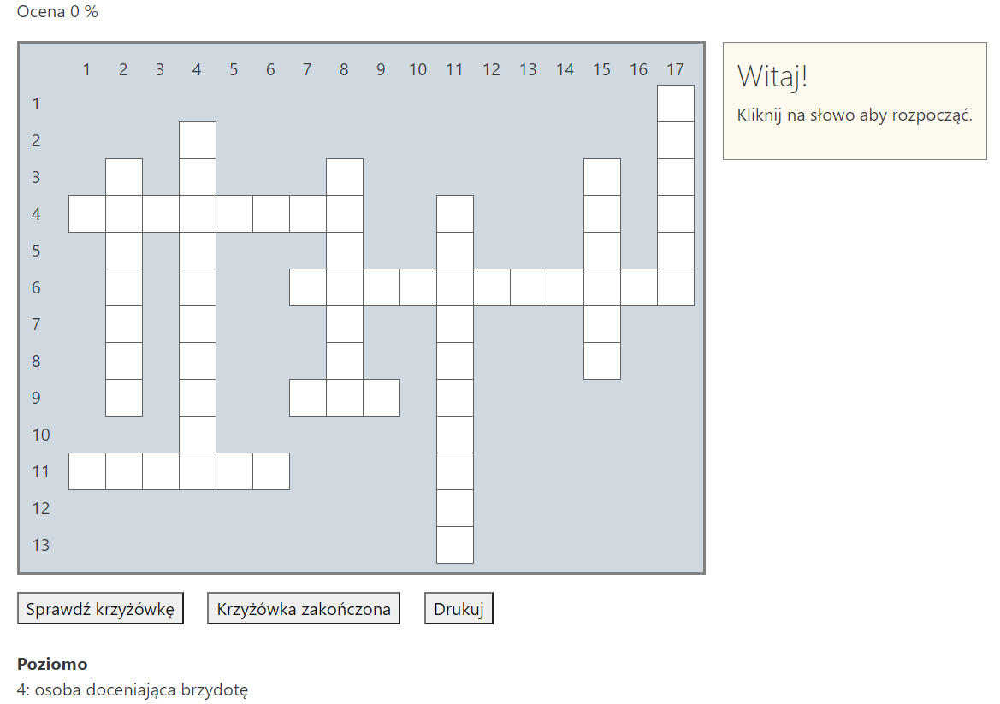 Ocena 0 %
1 2 3 4 5 6 7 8 9 10 11 12 13 14 15 16 17
1
2
3
4
5
6
7
8
9
10
11
12
13
Witaj!
Kliknij na słowo aby rozpocząć.
Sprawdź krzyżówkę Krzyżówka zakończona Drukuj
Poziomo
4: osoba doceniająca brzydotę